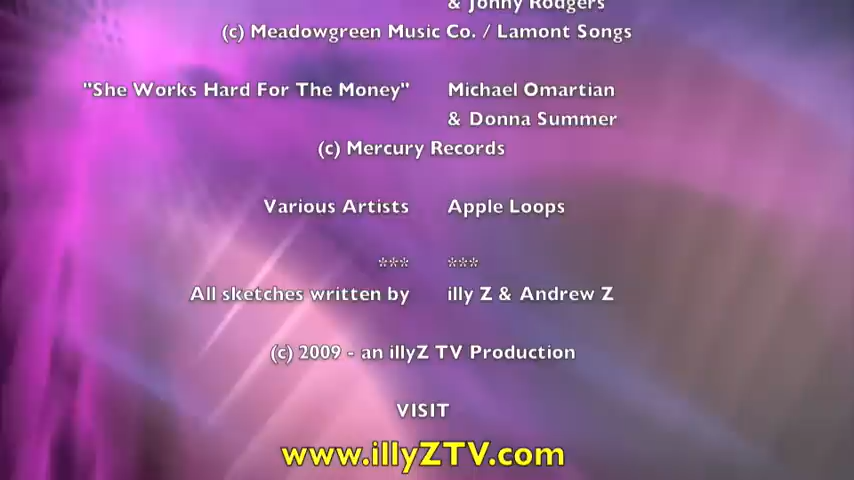 & Jonny Rodgers
(c) Meadowgreen Music Co. / Lamont Songs
"She Works Hard For The Money" Michael Omartian
& Donna Summer
(c) Mercury Records
Various Artists Apple Loops
*** ***
All sketches written by illy Z & Andrew Z
(c) 2009 - an illyZ TV Production
VISIT
www.illyZTV.com